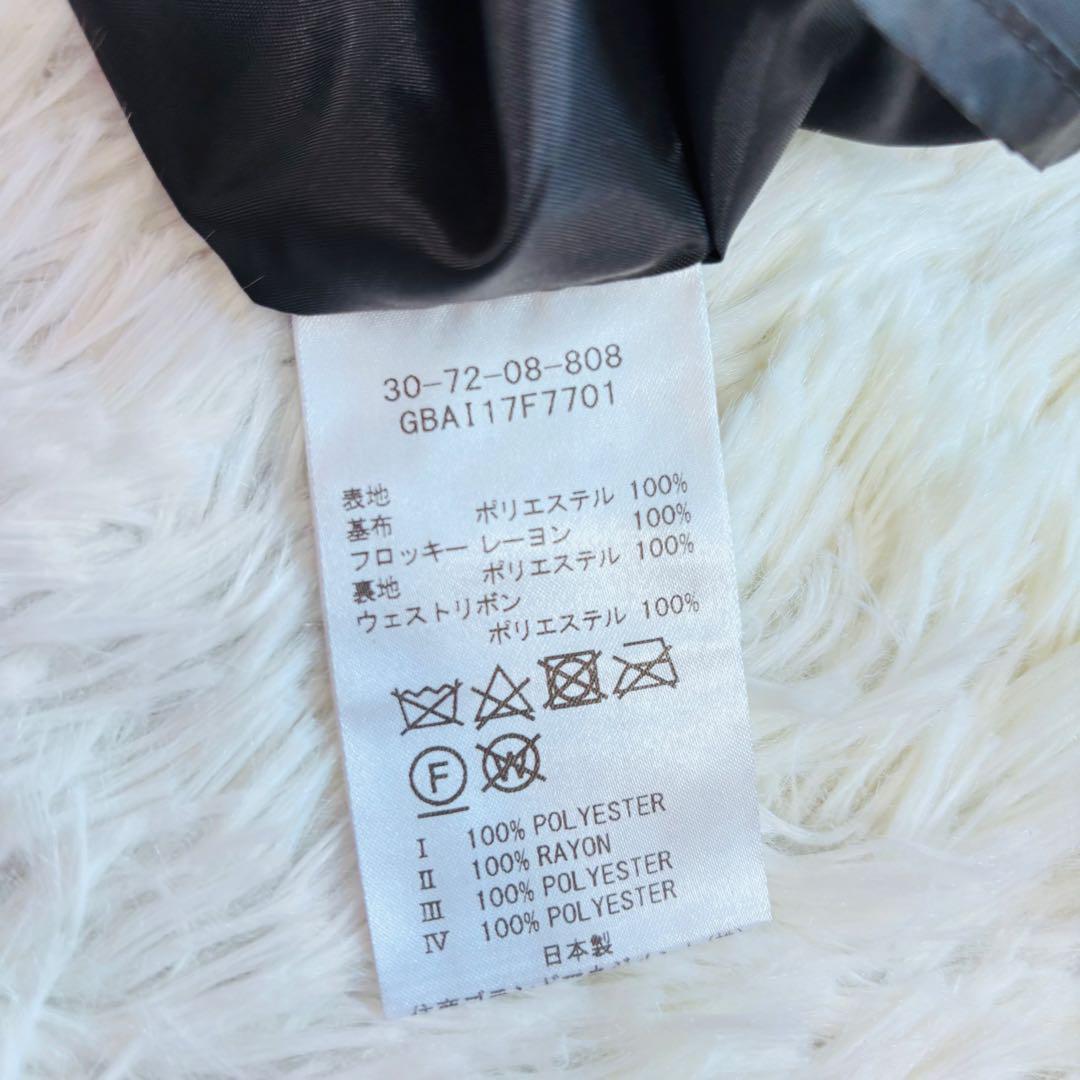 30-72-08-808
GBAI17F7701
表地
基布 ポリエステル 100%
フロッキー レーヨン 100%
裏地 ポリエステル 100%
ウェストリボン
ポリエステル 100%
F W
I 100% POLYESTER
II 100% RAYON
III 100% POLYESTER
IV 100% POLYESTER
日本製